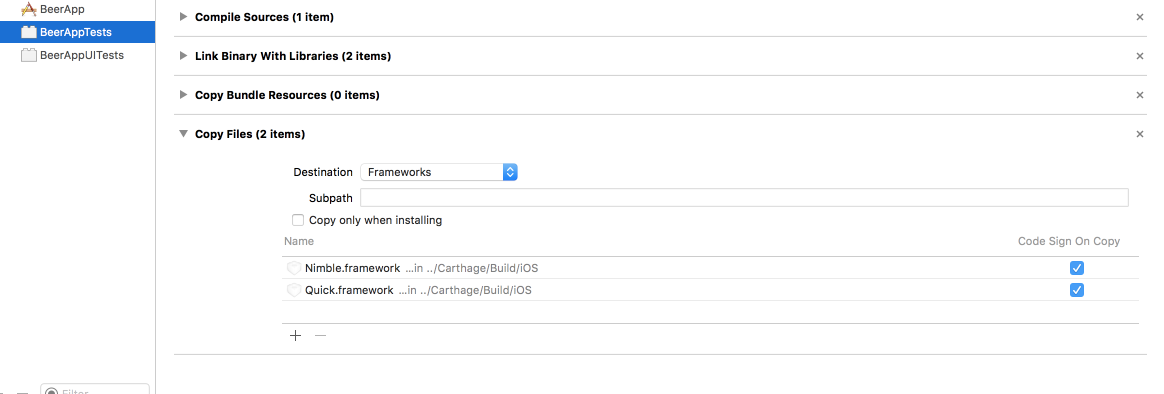 BeerApp
BeerAppTests
BeerAppUITests
Compile Sources (1 item)
Link Binary With Libraries (2 items)
Copy Bundle Resources (0 items)
Copy Files (2 items)
Destination Frameworks
Subpath
Copy only when installing
Name Code Sign On Copy
Nimble.framework ...in ../Carthage/Build/iOS
Quick.framework ...in ../Carthage/Build/iOS
Filter